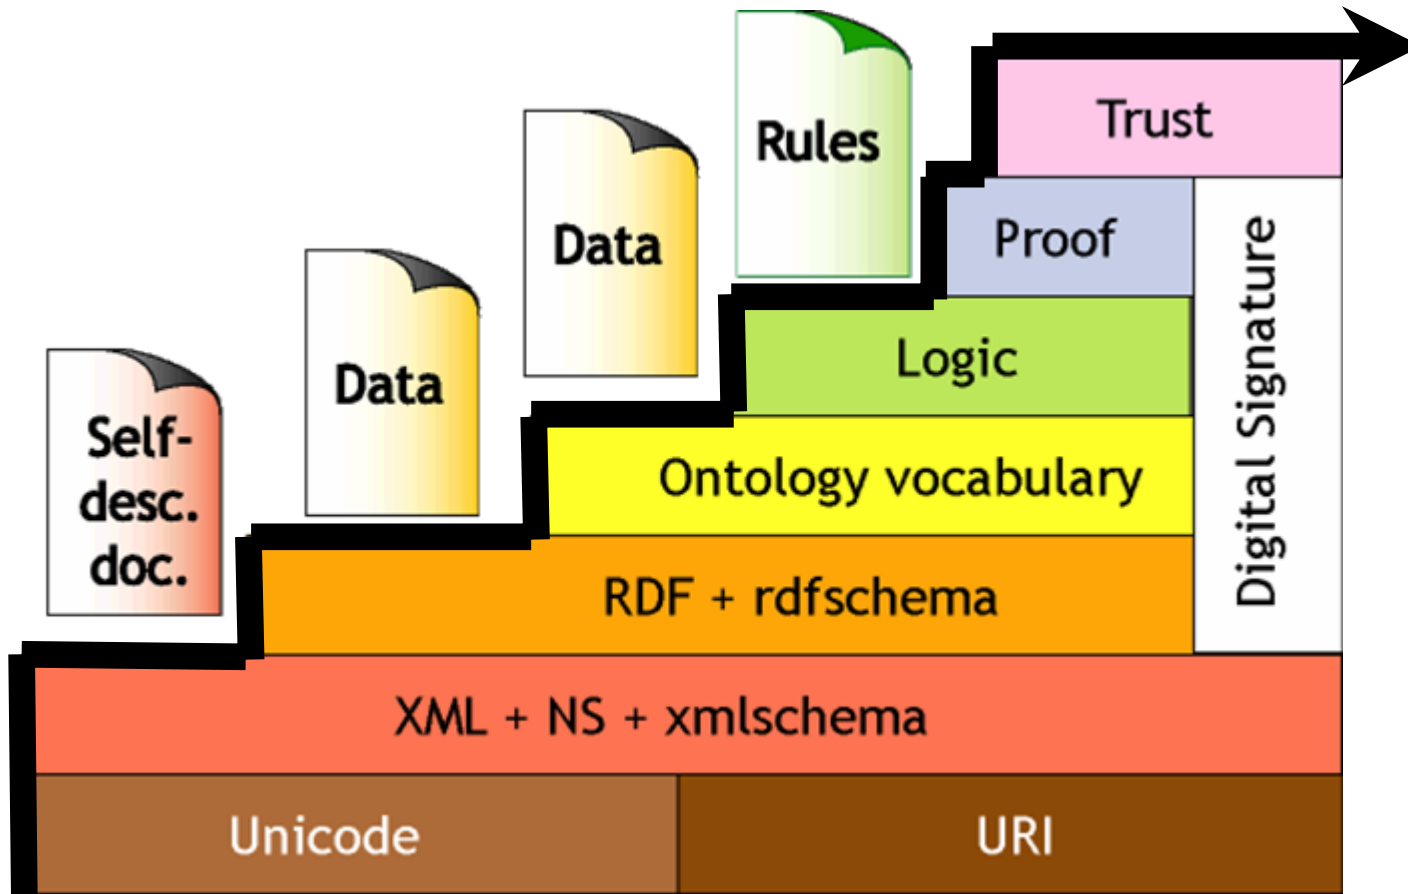 Rules
Trust
Data
Proof
Data
Logic
Self-
desc.
doc.
Ontology vocabulary
Digital Signature
RDF + rdfschema
XML + NS + xmlschema
Unicode
URI